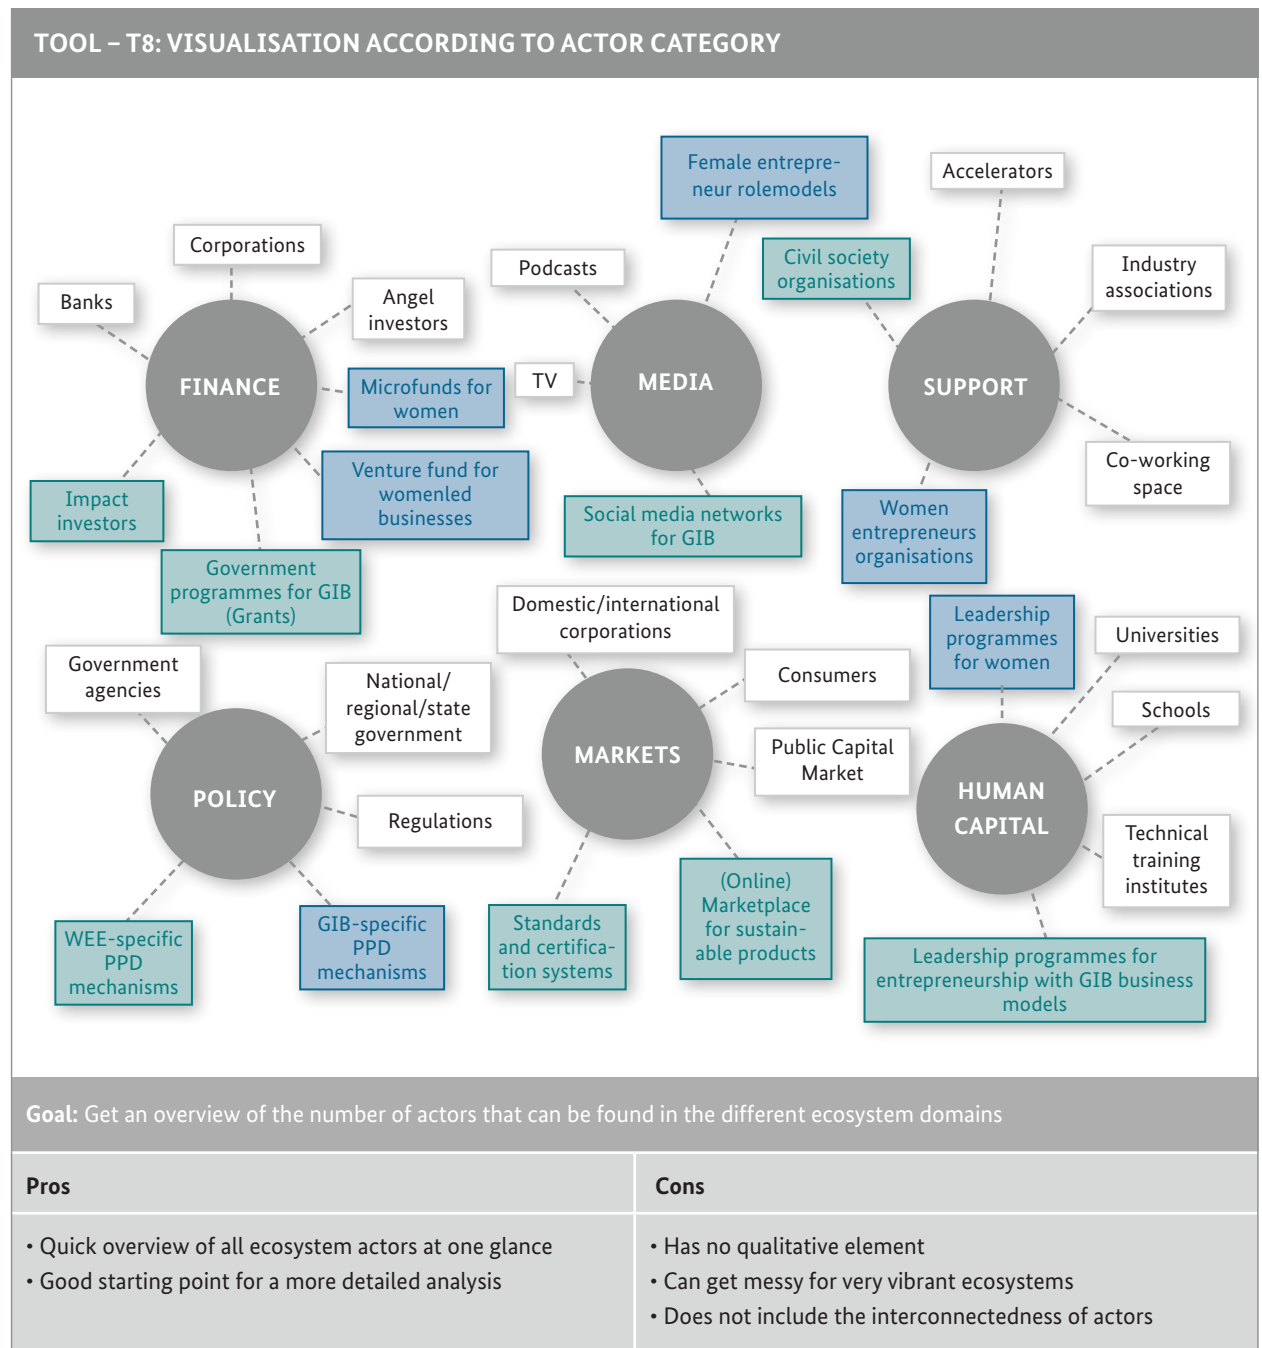 TOOL – T8: VISUALISATION ACCORDING TO ACTOR CATEGORY
Corporations
Banks
Angel
investors
FINANCE
Microfunds for
women
Venture fund for
womenled
businesses
Impact
investors
Government
programmes for GIB
(Grants)
Female entrepre-
neur rolemodels
Podcasts
TV
MEDIA
Social media networks
for GIB
Accelerators
Civil society
organisations
Industry
associations
SUPPORT
Co-working
space
Women
entrepreneurs
organisations
Government
agencies
National/
regional/state
government
POLICY
Regulations
WEE-specific
PPD
mechanisms
GIB-specific
PPD
mechanisms
Domestic/international
corporations
Consumers
MARKETS
Public Capital
Market
Standards
and certifica-
tion systems
(Online)
Marketplace
for sustain-
able products
Leadership
programmes
for women
Universities
Schools
HUMAN
CAPITAL
Technical
training
institutes
Leadership programmes for
entrepreneurship with GIB business
models
Goal: Get an overview of the number of actors that can be found in the different ecosystem domains
Pros
• Quick overview of all ecosystem actors at one glance
• Good starting point for a more detailed analysis
Cons
• Has no qualitative element
• Can get messy for very vibrant ecosystems
• Does not include the interconnectedness of actors